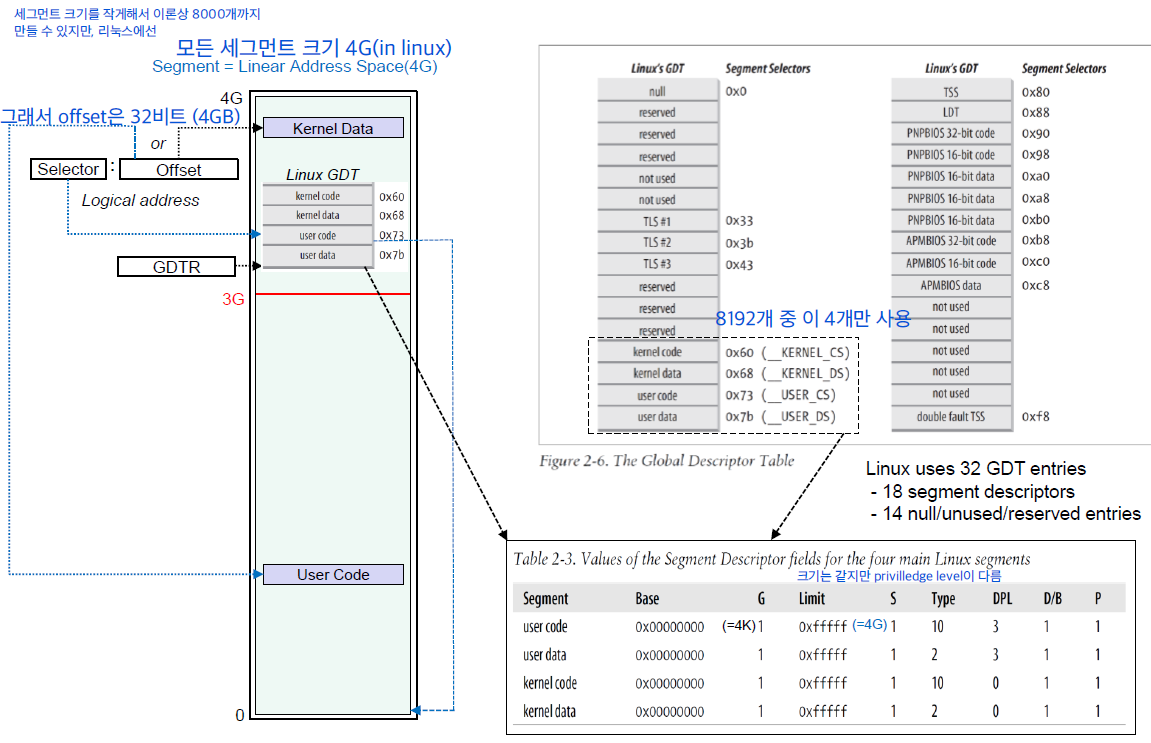 세그먼트 크기를 작게해서 이론상 8000개까지
만들 수 있지만, 리눅스에선
모든 세그먼트 크기 4G(in linux)
Segment = Linear Address Space(4G)
4G
그래서 offset은 32비트 (4GB)
or
Selector : Offset
Logical address
Kernel Data
Linux GDT
kernel code 0x60
kernel data 0x68
user code 0x73
user data 0x7b
GDTR
3G
User Code
0
Linux's GDT Segment Selectors
null 0x0
reserved
reserved
reserved
not used
not used
TLS #1 0x33
TLS #2 0x3b
TLS #3 0x43
reserved
reserved
reserved
8192개 중 이 4개만 사용
kernel code 0x60 (__KERNEL_CS)
kernel data 0x68 (__KERNEL_DS)
user code 0x73 (__USER_CS)
user data 0x7b (__USER_DS)
Linux's GDT Segment Selectors
TSS 0x80
LDT 0x88
PNPBIOS 32-bit code 0x90
PNPBIOS 16-bit code 0x98
PNPBIOS 16-bit data 0xa0
PNPBIOS 16-bit data 0xa8
PNPBIOS 16-bit data 0xb0
APMBIOS 32-bit code 0xb8
APMBIOS 16-bit code 0xc0
APMBIOS data 0xc8
not used
not used
not used
not used
not used
double fault TSS 0xf8
Figure 2-6. The Global Descriptor Table
Linux uses 32 GDT entries
- 18 segment descriptors
- 14 null/unused/reserved entries
Table 2-3. Values of the Segment Descriptor fields for the four main Linux segments
크기는 같지만 privilledge level이 다름
Segment Base G Limit S Type DPL D/B P
user code 0x00000000 (=4K) 1 0xfffff (=4G) 1 10 3 1 1
user data 0x00000000 1 0xfffff 1 2 3 1 1
kernel code 0x00000000 1 0xfffff 1 10 0 1 1
kernel data 0x00000000 1 0xfffff 1 2 0 1 1